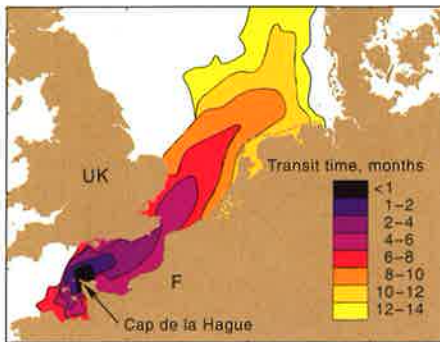 UK
Transit time, months
<1
1–2
2–4
4–6
6–8
8–10
10–12
12–14
F
Cap de la Hague